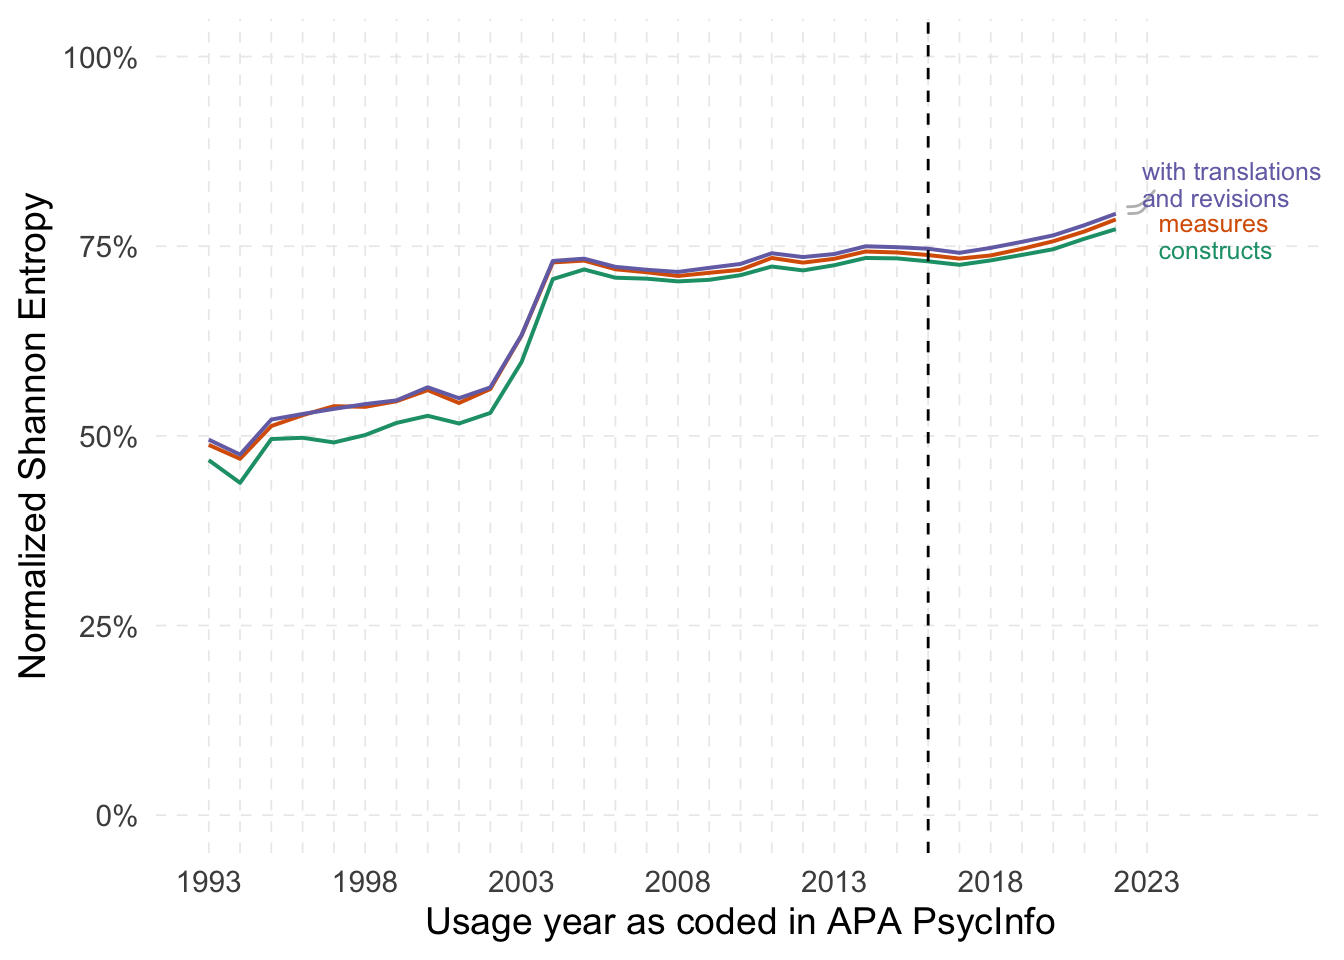 100%
75%
50%
25%
0%
Normalized Shannon Entropy
with translations
and revisions
measures
constructs
1993 1998 2003 2008 2013 2018 2023
Usage year as coded in APA PsycInfo